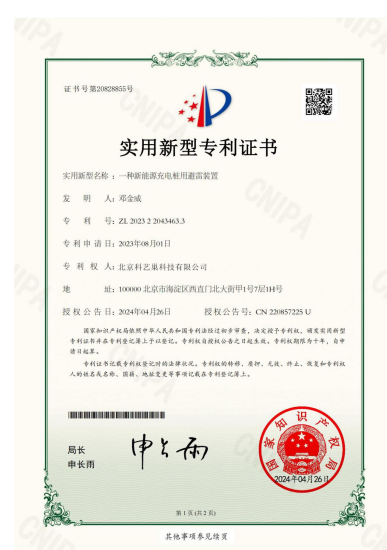 证书号第20828855号
实用新型专利证书
实用新型名称：一种新能源充电桩用避雷装置
发明人：邓金威
专利号：ZL 2023 2 2043463.3
专利申请日：2023年08月01日
专利权人：北京科艺巢科技有限公司
地址：100000 北京市海淀区西直门北大街甲1号7层1H号
授权公告日：2024年04月26日 授权公告号：CN 220857225 U
国家知识产权局依照中华人民共和国专利法经过初步审查，决定授予专利权，颁发实用新型
专利证书并在专利登记簿上予以登记。专利权自授权公告之日起生效。专利权期限为十年，自申
请日起算。
专利证书记载专利权登记时的法律状况。专利权的转移、质押、无效、终止、恢复和专利权
人的姓名或名称、国籍、地址变更等事项记载在专利登记簿上。
局长
申长雨
申长雨
国家知识产权局
2024年04月26日
第 1 页 (共 2 页)
其他事项参见续页
CNIPA